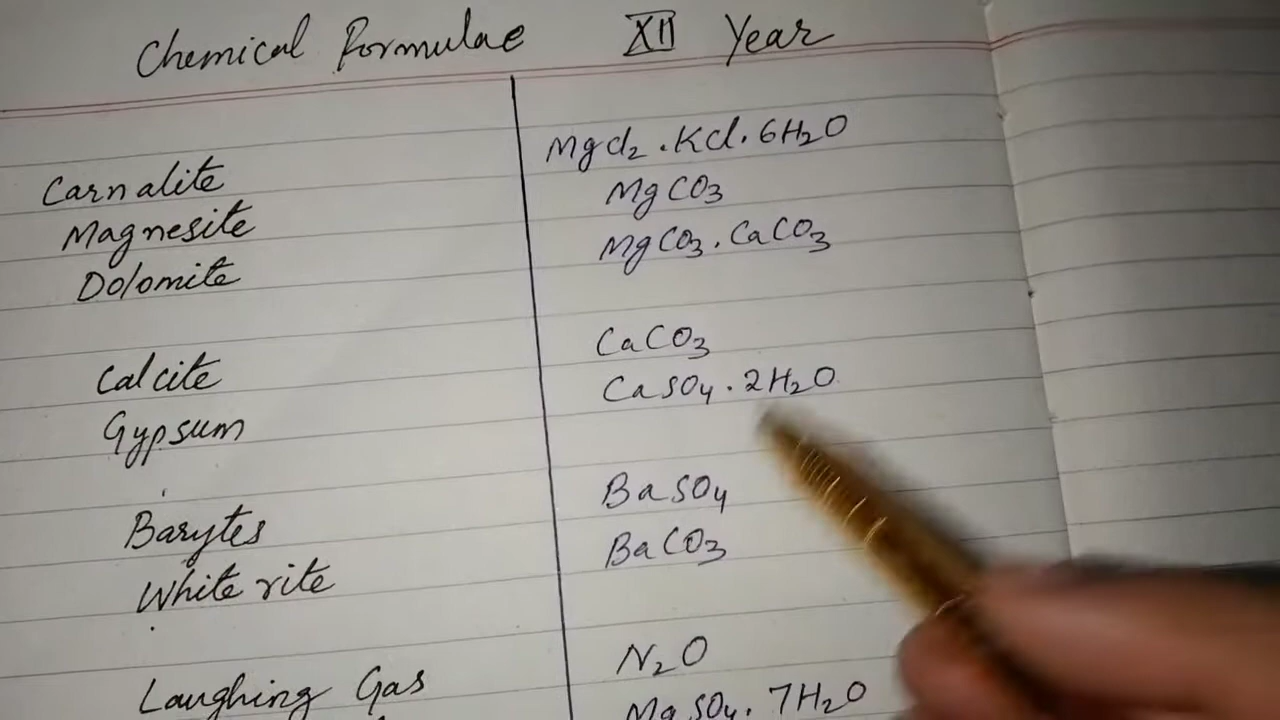 Chemical Formulae XII Year
Carnalite MgCl₂.KCl.6H₂O
Magnesite MgCO₃
Dolomite MgCO₃.CaCO₃
Calcite CaCO₃
Gypsum CaSO₄.2H₂O
Barytes BaSO₄
White rite BaCO₃
Laughing Gas N₂O
MgSO₄.7H₂O